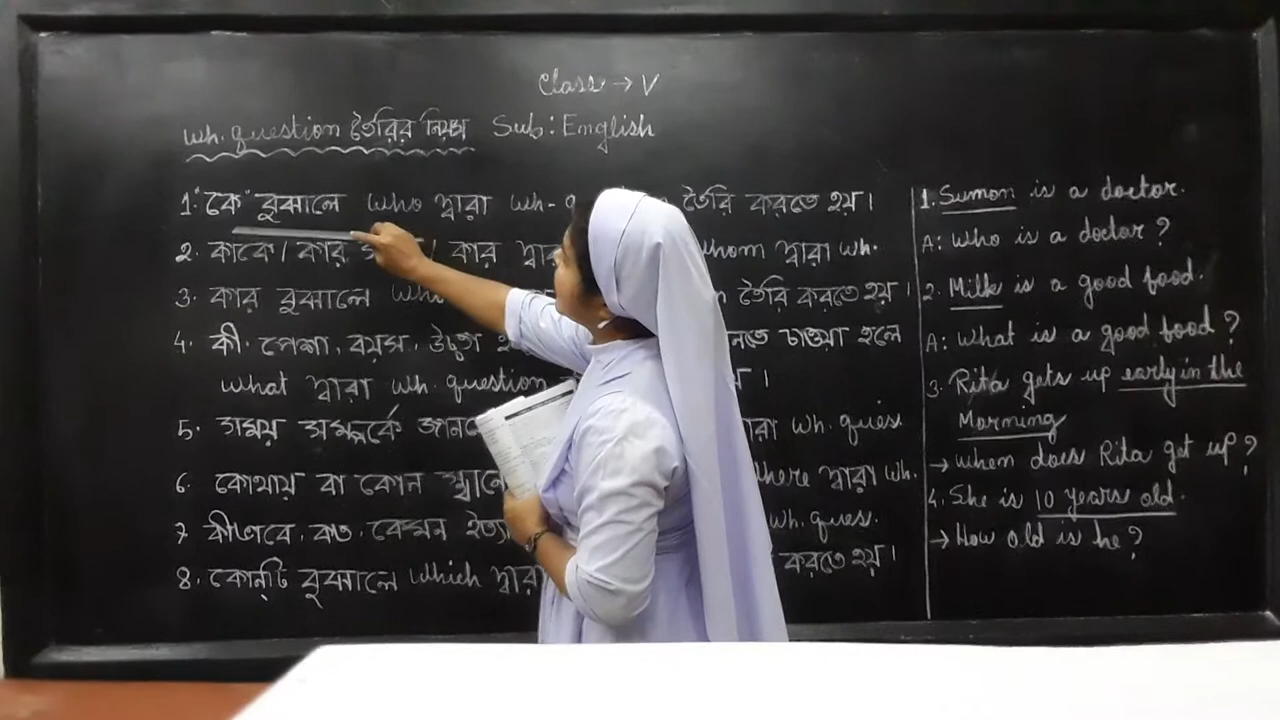 Class → V
wh. question তৈরির নিয়ম Sub: English
1. "কে" বুঝালে who দ্বারা wh- তৈরি করতে হয়।
2. কাকে / কার কার দ্বারা whom দ্বারা wh.
3. কার বুঝালে তৈরি করতে হয়।
4. কী, পেশা, বয়স, উচ্চতা চাওয়া হলে
what দ্বারা wh. question ।
5. সময় সম্পর্কে দ্বারা wh. ques.
6. কোথায় বা কোন where দ্বারা wh.
7 কীভাবে, কত, কেমন wh. ques.
8. কোনটি বুঝালে which দ্বারা করতে হয়।
1. Sumon is a doctor.
A: Who is a doctor?
2. Milk is a good food.
A: What is a good food?
3. Rita gets up early in the
Morning
→ when does Rita get up?
4. She is 10 years old.
→ How old is he?